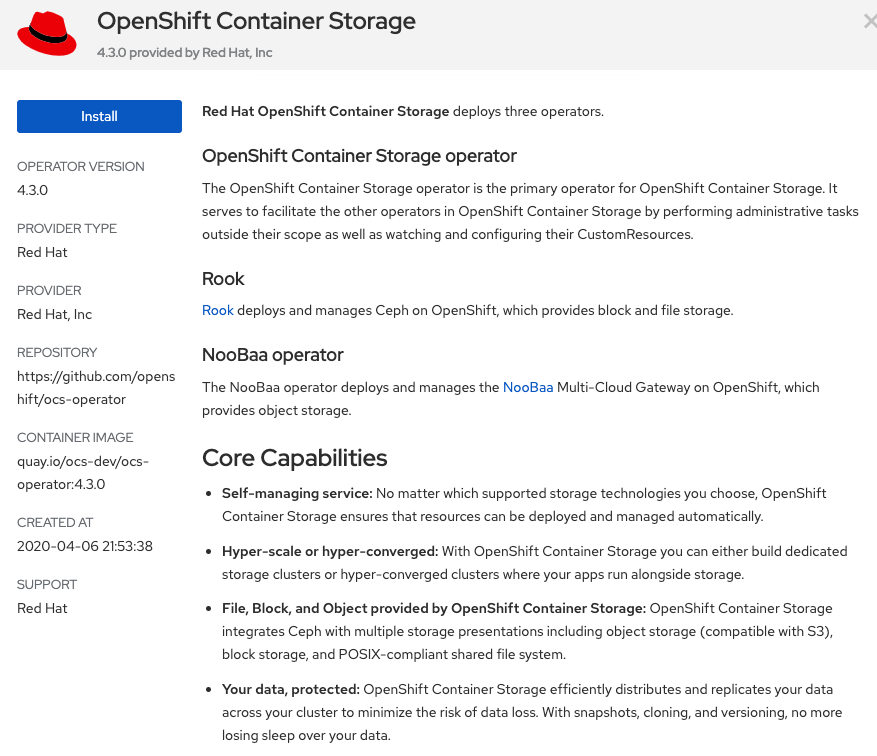 OpenShift Container Storage
4.3.0 provided by Red Hat, Inc
Install
OPERATOR VERSION
4.3.0
PROVIDER TYPE
Red Hat
PROVIDER
Red Hat, Inc
REPOSITORY
https://github.com/opens
hift/ocs-operator
CONTAINER IMAGE
quay.io/ocs-dev/ocs-
operator:4.3.0
CREATED AT
2020-04-06 21:53:38
SUPPORT
Red Hat
Red Hat OpenShift Container Storage deploys three operators.
OpenShift Container Storage operator
The OpenShift Container Storage operator is the primary operator for OpenShift Container Storage. It
serves to facilitate the other operators in OpenShift Container Storage by performing administrative tasks
outside their scope as well as watching and configuring their CustomResources.
Rook
Rook deploys and manages Ceph on OpenShift, which provides block and file storage.
NooBaa operator
The NooBaa operator deploys and manages the NooBaa Multi-Cloud Gateway on OpenShift, which
provides object storage.
Core Capabilities
• Self-managing service: No matter which supported storage technologies you choose, OpenShift
Container Storage ensures that resources can be deployed and managed automatically.
• Hyper-scale or hyper-converged: With OpenShift Container Storage you can either build dedicated
storage clusters or hyper-converged clusters where your apps run alongside storage.
• File, Block, and Object provided by OpenShift Container Storage: OpenShift Container Storage
integrates Ceph with multiple storage presentations including object storage (compatible with S3),
block storage, and POSIX-compliant shared file system.
• Your data, protected: OpenShift Container Storage efficiently distributes and replicates your data
across your cluster to minimize the risk of data loss. With snapshots, cloning, and versioning, no more
losing sleep over your data.